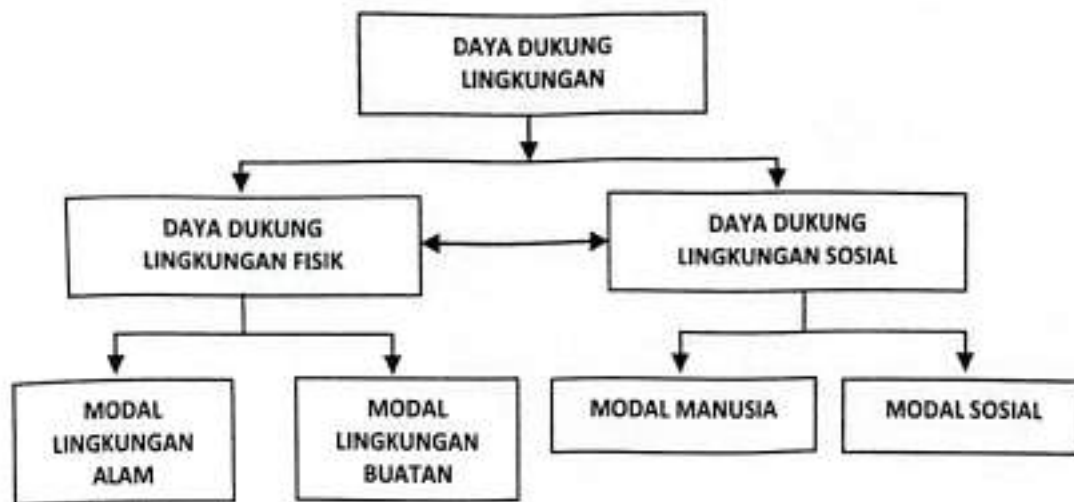 DAYA DUKUNG
LINGKUNGAN
DAYA DUKUNG
LINGKUNGAN FISIK
DAYA DUKUNG
LINGKUNGAN SOSIAL
MODAL
LINGKUNGAN
ALAM
MODAL
LINGKUNGAN
BUATAN
MODAL MANUSIA
MODAL SOSIAL